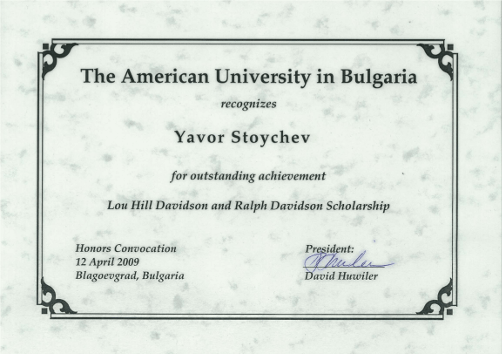 The American University in Bulgaria
recognizes
Yavor Stoychev
for outstanding achievement
Lou Hill Davidson and Ralph Davidson Scholarship
Honors Convocation
12 April 2009
Blagoevgrad, Bulgaria
President:
David Huwiler